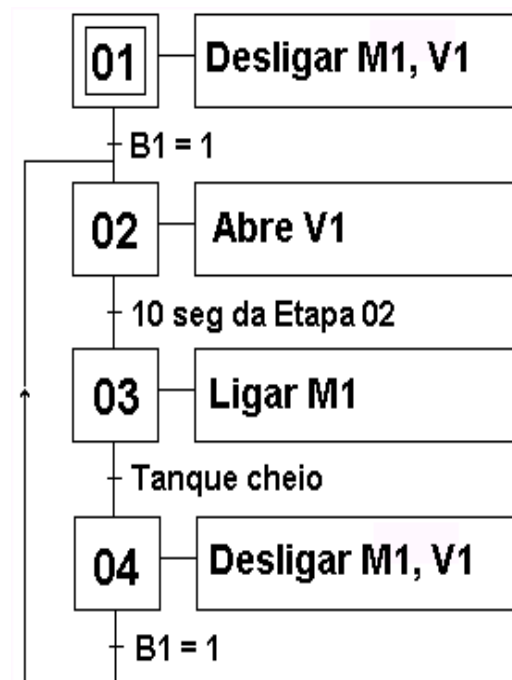 01 Desligar M1, V1
B1 = 1
02 Abre V1
10 seg da Etapa 02
03 Ligar M1
Tanque cheio
04 Desligar M1, V1
B1 = 1